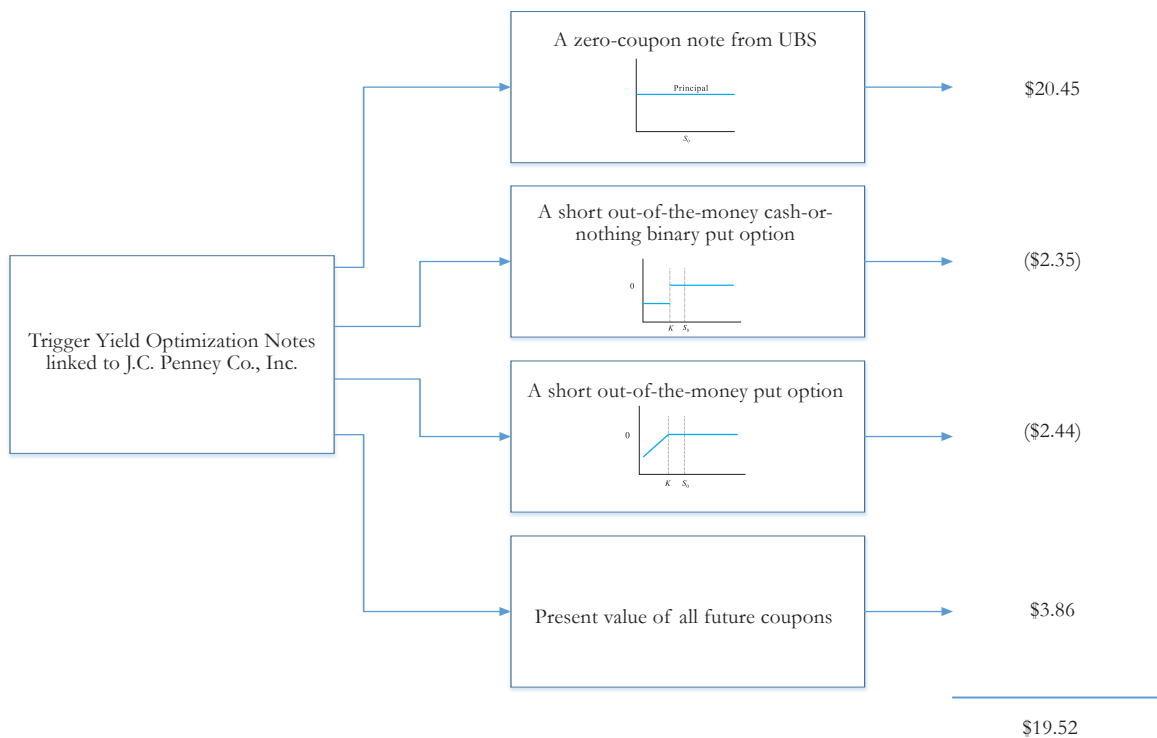 A zero-coupon note from UBS
Principal
S0
$20.45
A short out-of-the-money cash-or-
nothing binary put option
0
K S0
($2.35)
Trigger Yield Optimization Notes
linked to J.C. Penney Co., Inc.
A short out-of-the-money put option
0
K S0
($2.44)
Present value of all future coupons
$3.86
$19.52